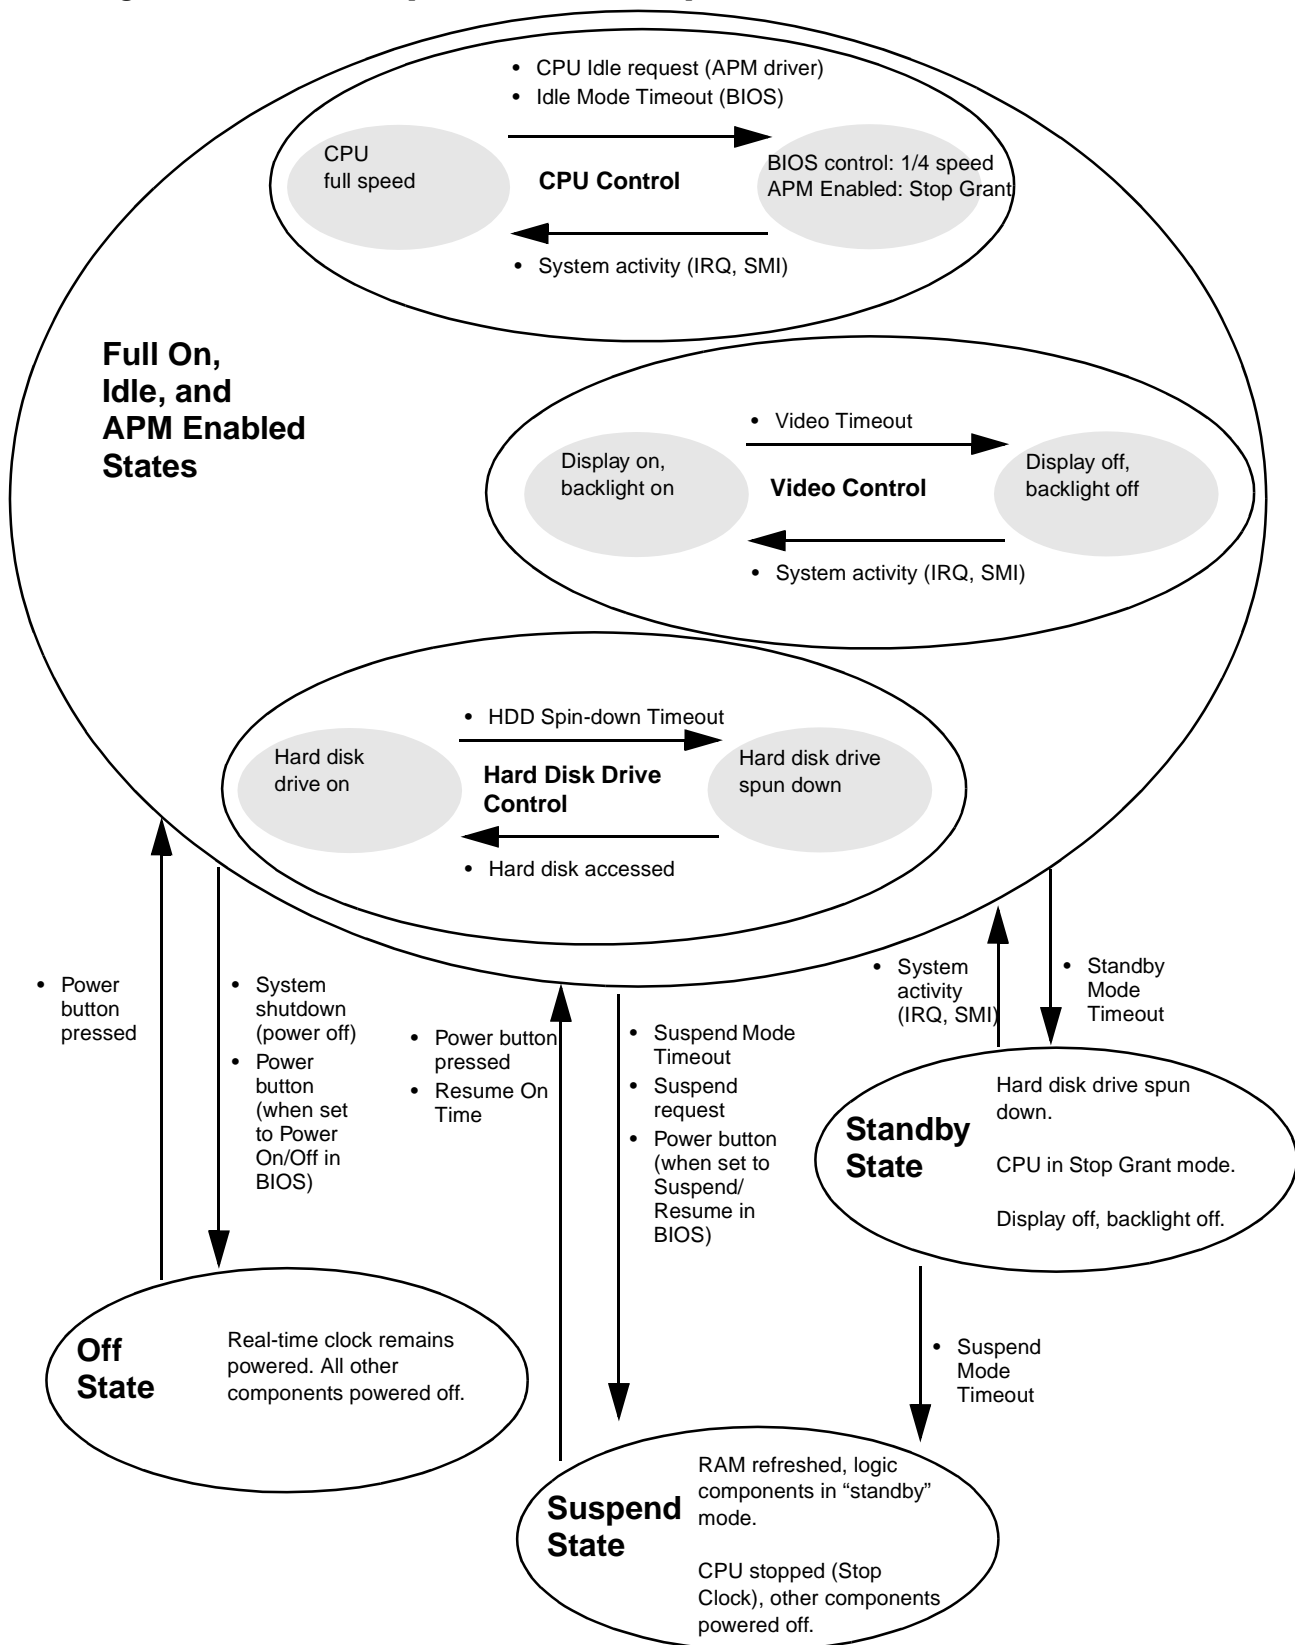 • CPU Idle request (APM driver)
• Idle Mode Timeout (BIOS)
CPU
full speed
CPU Control
BIOS control: 1/4 speed
APM Enabled: Stop Grant
• System activity (IRQ, SMI)
Full On,
Idle, and
APM Enabled
States
• Video Timeout
Display on,
backlight on
Video Control
Display off,
backlight off
• System activity (IRQ, SMI)
• HDD Spin-down Timeout
Hard disk
drive on
Hard Disk Drive
Control
Hard disk drive
spun down
• Hard disk accessed
• Power
button
pressed
• System
shutdown
(power off)
• Power
button
(when set
to Power
On/Off in
BIOS)
• Power button
pressed
• Resume On
Time
• Suspend Mode
Timeout
• Suspend
request
• Power button
(when set to
Suspend/
Resume in
BIOS)
• System
activity
(IRQ, SMI)
• Standby
Mode
Timeout
Standby
State
Hard disk drive spun
down.
CPU in Stop Grant mode.
Display off, backlight off.
Off
State
Real-time clock remains
powered. All other
components powered off.
• Suspend
Mode
Timeout
Suspend
State
RAM refreshed, logic
components in “standby”
mode.
CPU stopped (Stop
Clock), other components
powered off.